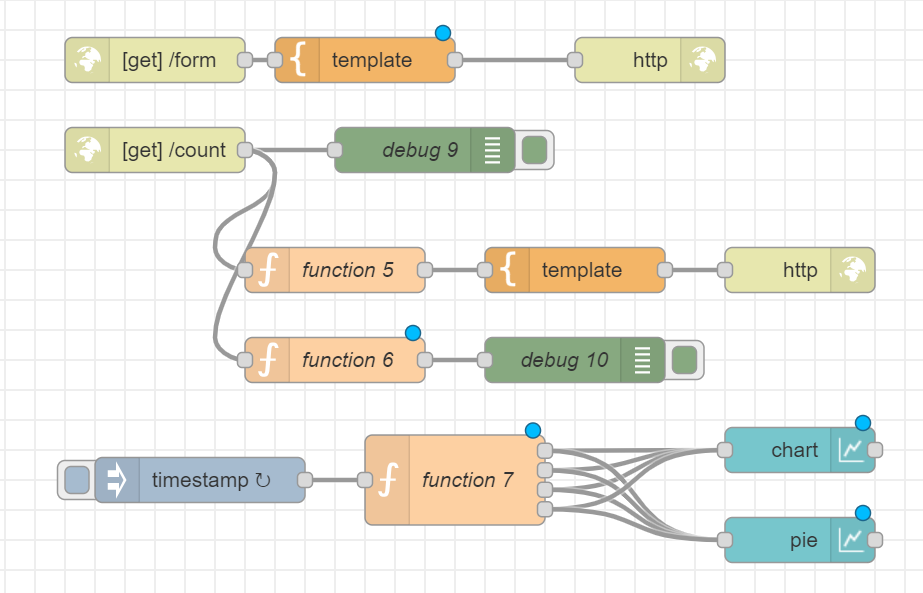 [get] /form
template
http
[get] /count
debug 9
function 5
template
http
function 6
debug 10
timestamp ↻
function 7
chart
pie